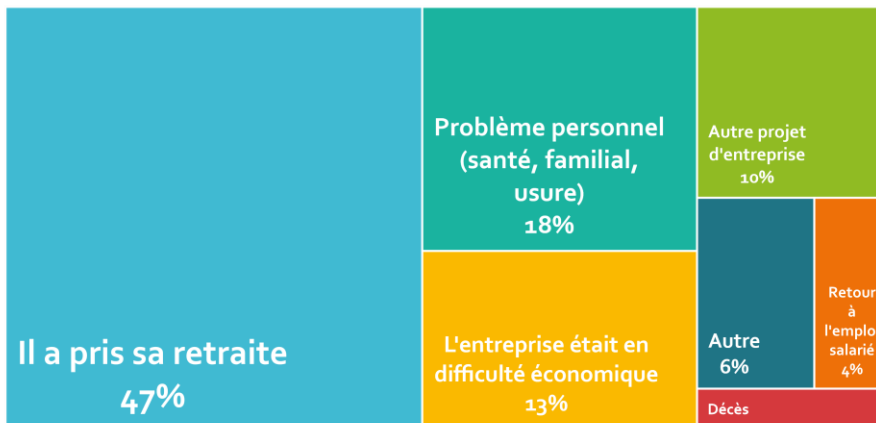 Il a pris sa retraite
47%
Problème personnel
(santé, familial,
usure)
18%
L'entreprise était en
difficulté économique
13%
Autre projet
d'entreprise
10%
Autre
6%
Retour
à
l'emploi
salarié
4%
Décès